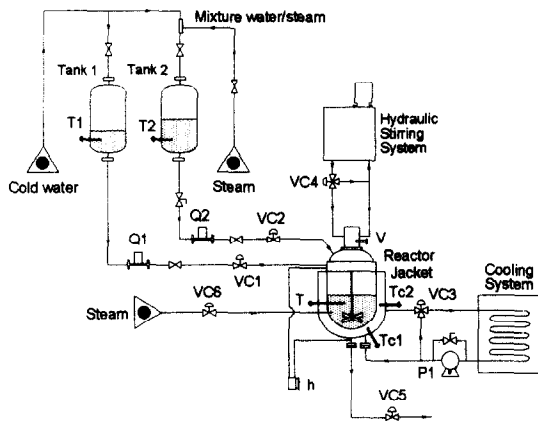 Mixture water/steam
Tank 1
Tank 2
T1
T2
Hydraulic
Stirring
System
Cold water
Steam
VC4
Q2
VC2
V
Q1
VC1
Reactor
Jacket
Cooling
System
Steam
VC6
T
Tc2
VC3
Tc1
P1
h
VC5